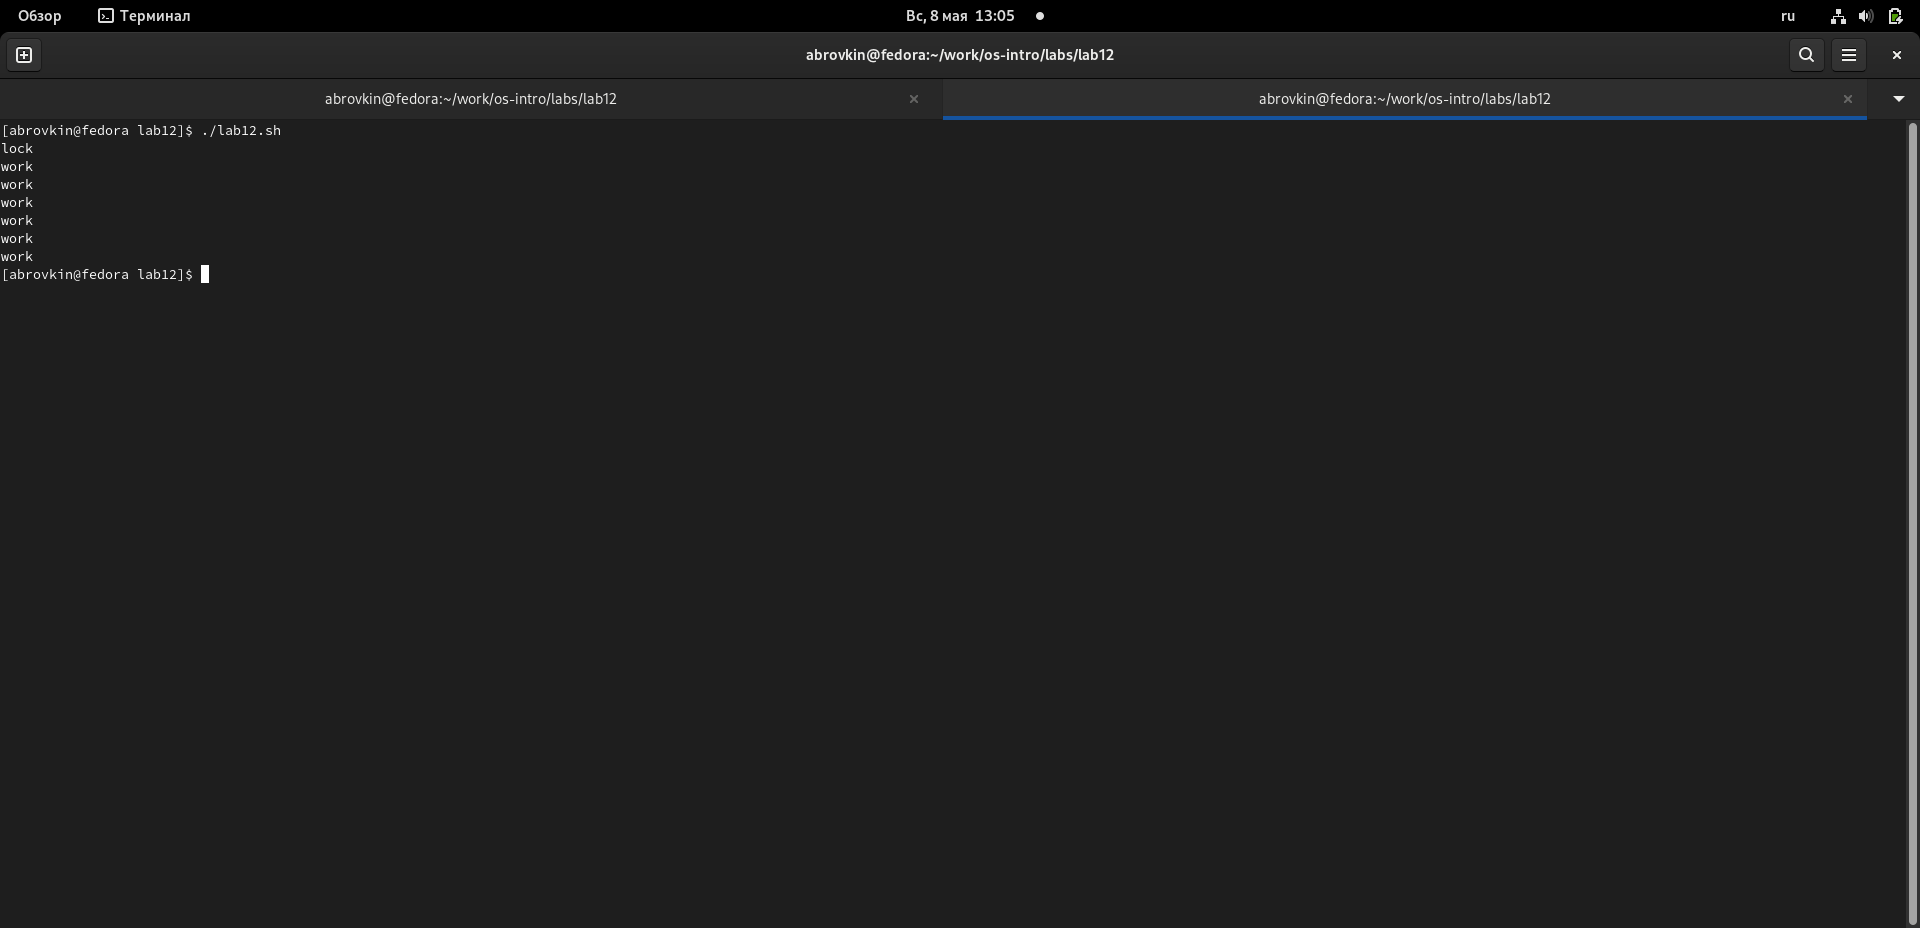 Обзор Терминал Вс, 8 мая 13:05 ru
abrovkin@fedora:~/work/os-intro/labs/lab12
abrovkin@fedora:~/work/os-intro/labs/lab12 abrovkin@fedora:~/work/os-intro/labs/lab12
[abrovkin@fedora lab12]$ ./lab12.sh
lock
work
work
work
work
work
work
[abrovkin@fedora lab12]$